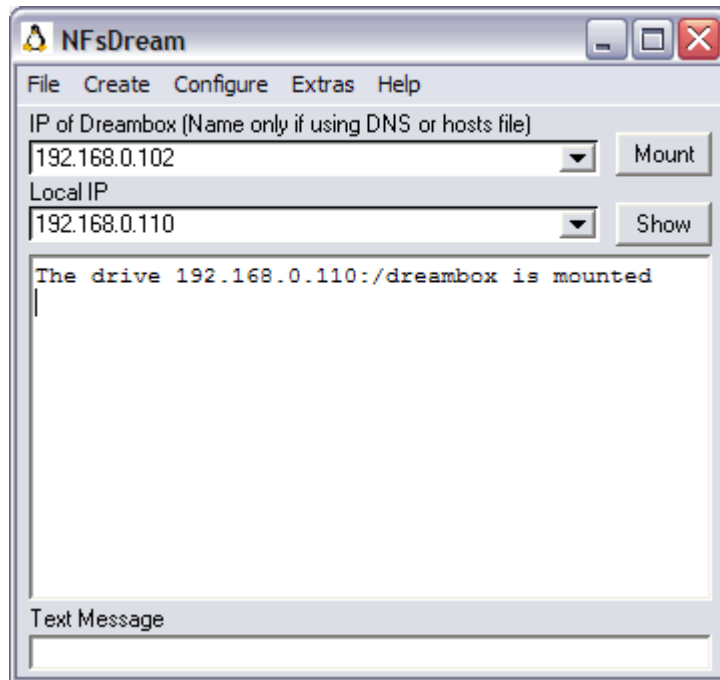 NFsDream
File Create Configure Extras Help
IP of Dreambox (Name only if using DNS or hosts file)
192.168.0.102
Mount
Local IP
192.168.0.110
Show
The drive 192.168.0.110:/dreambox is mounted
Text Message